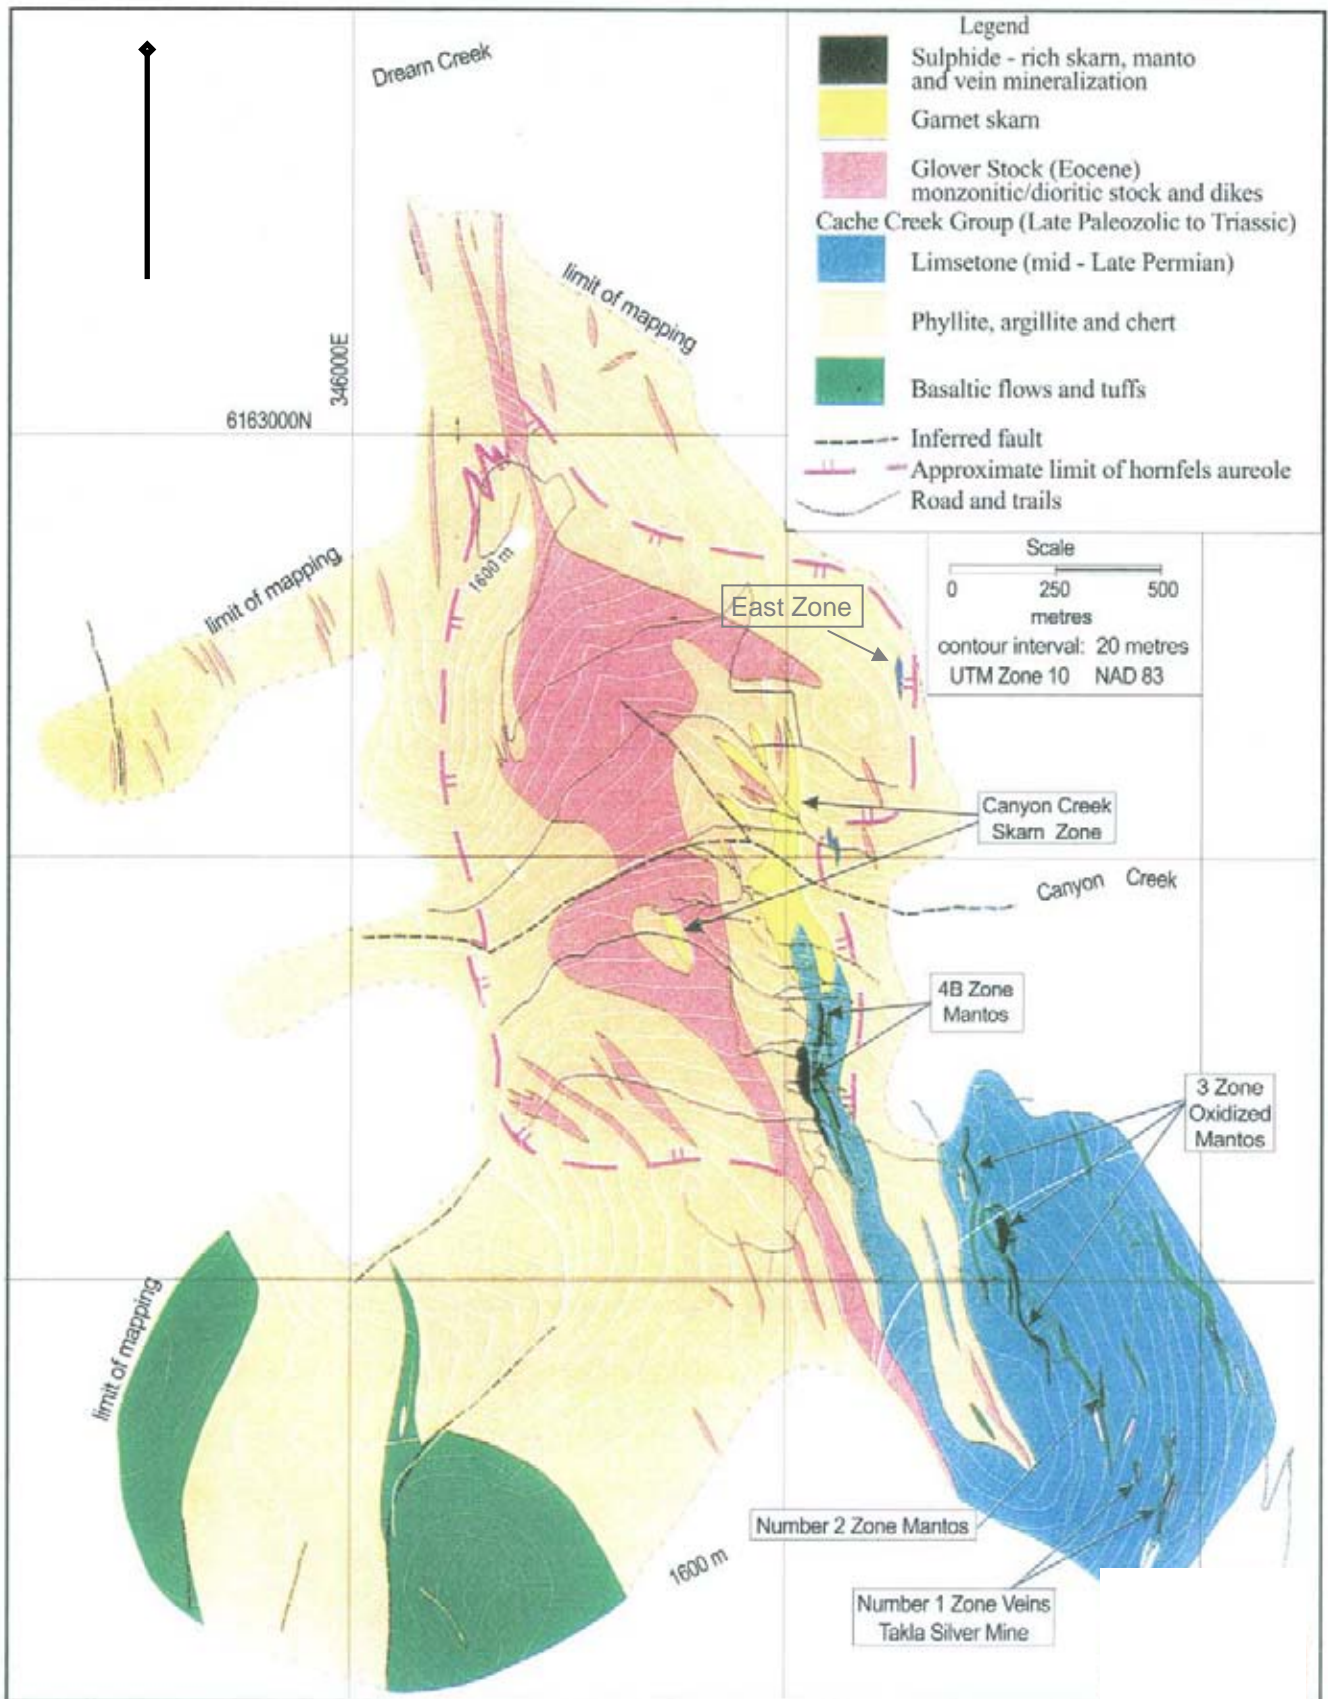 Legend
Sulphide - rich skarn, manto
and vein mineralization
Garnet skarn
Glover Stock (Eocene)
monzonitic/dioritic stock and dikes
Cache Creek Group (Late Paleozolic to Triassic)
Limsetone (mid - Late Permian)
Phyllite, argillite and chert
Basaltic flows and tuffs
Inferred fault
Approximate limit of hornfels aureole
Road and trails
Scale
0 250 500
metres
contour interval: 20 metres
UTM Zone 10 NAD 83
Dream Creek
limit of mapping
346000E
6163000N
1600 m
limit of mapping
East Zone
Canyon Creek
Skarn Zone
Canyon Creek
4B Zone
Mantos
3 Zone
Oxidized
Mantos
limit of mapping
Number 2 Zone Mantos
1600 m
Number 1 Zone Veins
Takla Silver Mine